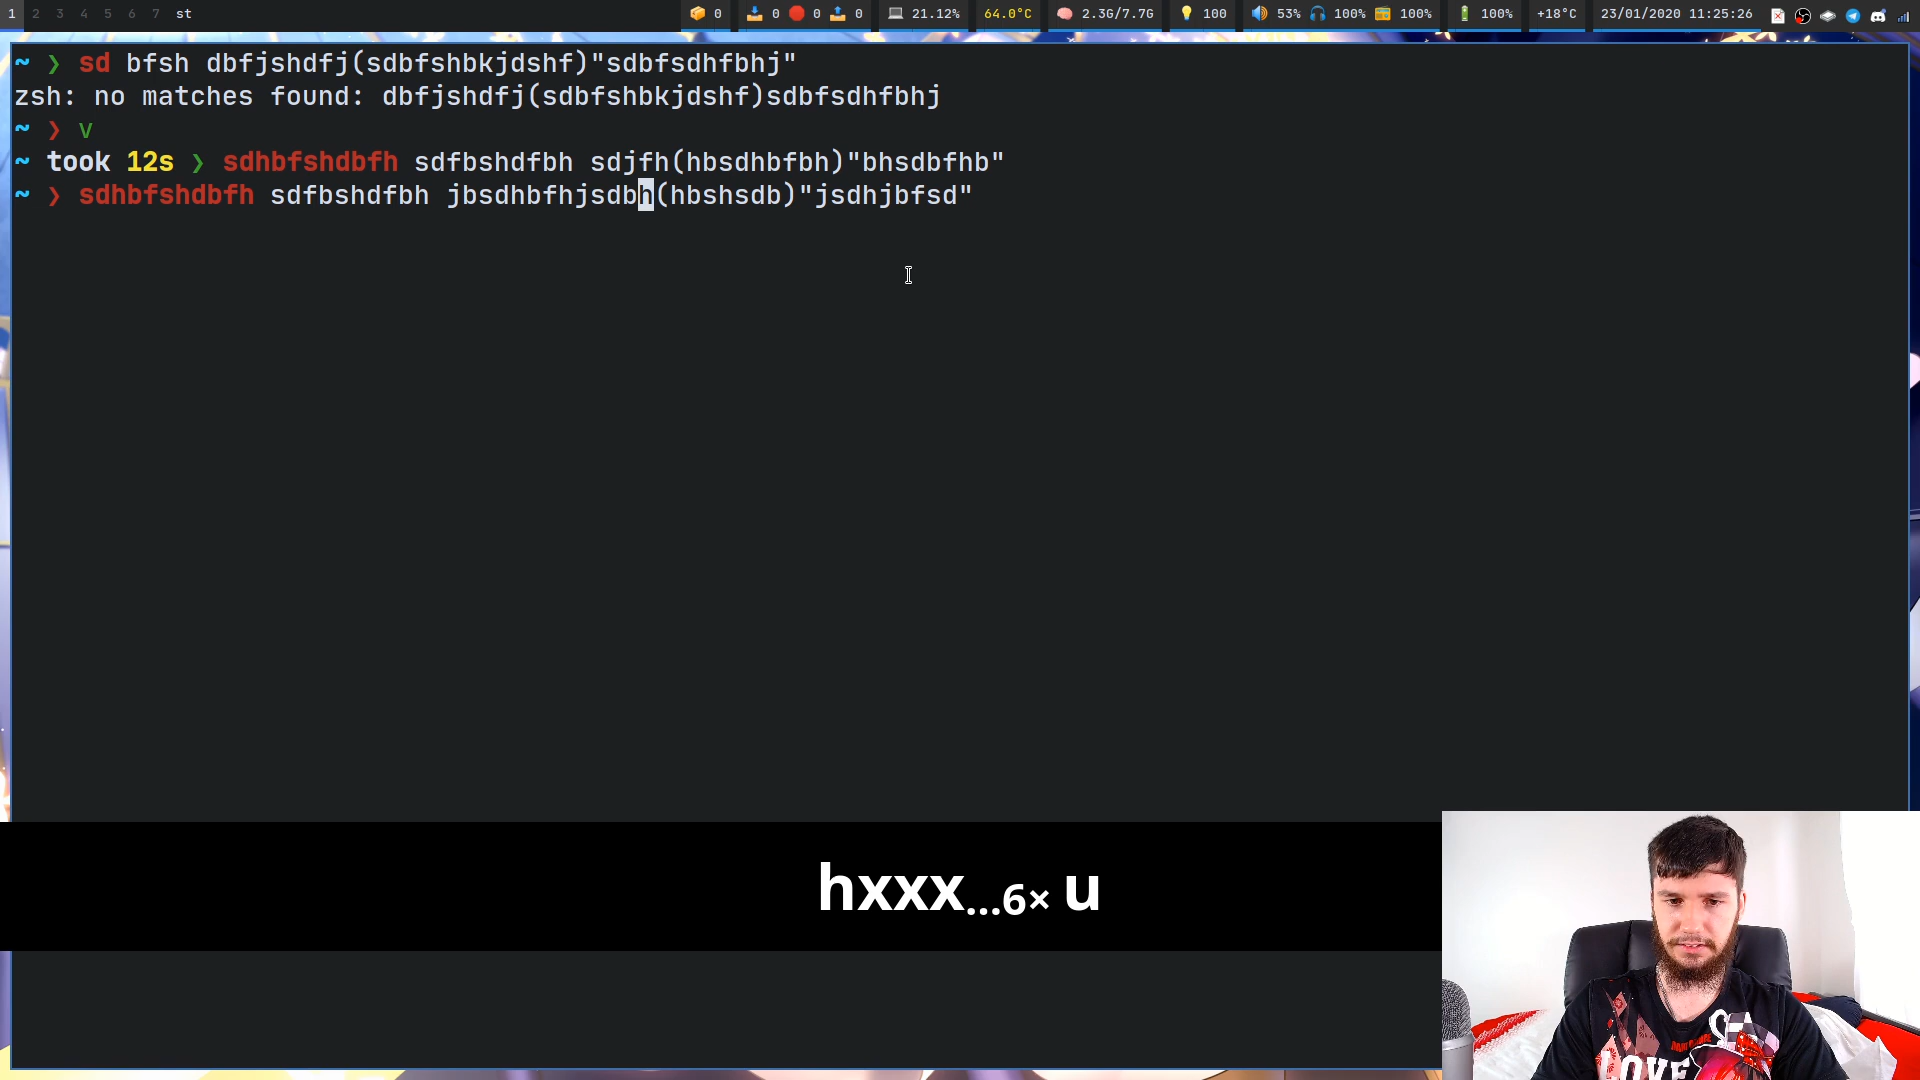 1 2 3 4 5 6 7 st 0 0 0 0 21.12% 64.0°C 2.3G/7.7G 100 53% 100% 100% 100% +18°C 23/01/2020 11:25:26
~ ❯ sd bfsh dbfjshdfj(sdbfshbkjdshf)"sdbfsdhfbhj"
zsh: no matches found: dbfjshdfj(sdbfshbkjdshf)sdbfsdhfbhj
~ ❯ v
~ took 12s ❯ sdhbfshdbfh sdfbshdfbh sdjfh(hbsdhbfbh)"bhsdbfhb"
~ ❯ sdhbfshdbfh sdfbshdfbh jbsdhbfhjsdbh(hbshsdb)"jsdhjbfsd"
hxxx...6× u
LOVE